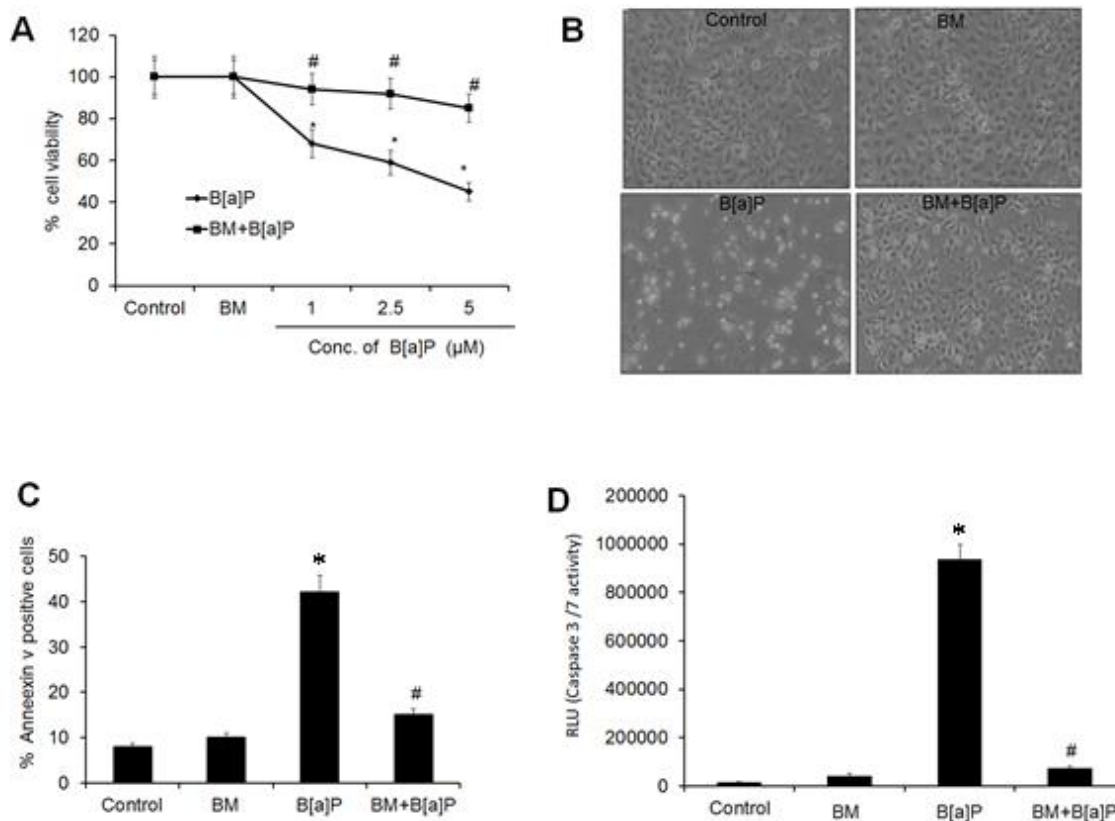 A
120
100
80
60
40
20
0
% cell viability
#
#
#
*
*
*
B[a]P
BM+B[a]P
Control BM 1 2.5 5
Conc. of B[a]P (µM)
B
Control BM
B[a]P BM+B[a]P
C
50
40
30
20
10
0
% Anneexin v positive cells
*
#
Control BM B[a]P BM+B[a]P
D
200000
1000000
800000
600000
400000
200000
0
RLU (Caspase 3 /7 activity)
*
#
Control BM B[a]P BM+B[a]P